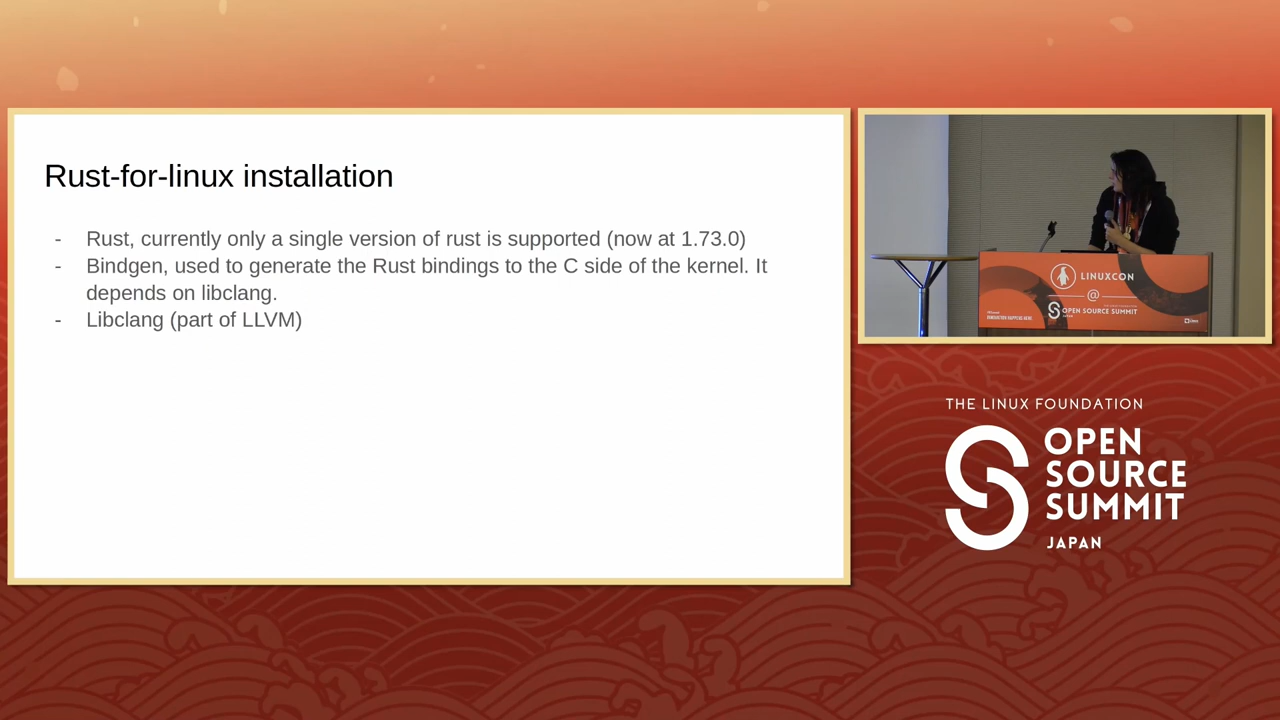 Rust-for-linux installation
- Rust, currently only a single version of rust is supported (now at 1.73.0)
- Bindgen, used to generate the Rust bindings to the C side of the kernel. It
depends on libclang.
- Libclang (part of LLVM)
LINUXCON
@
OPEN SOURCE SUMMIT
THE LINUX FOUNDATION
OPEN
SOURCE
SUMMIT
JAPAN